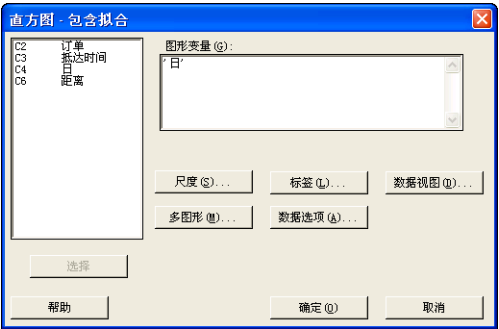 直方图 - 包含拟合
C2 订单
C3 抵达时间
C4 日
C6 距离
图形变量(G):
'日'
尺度(S)... 标签(L)... 数据视图(D)...
多图形(M)... 数据选项(A)...
选择
帮助 确定(O) 取消